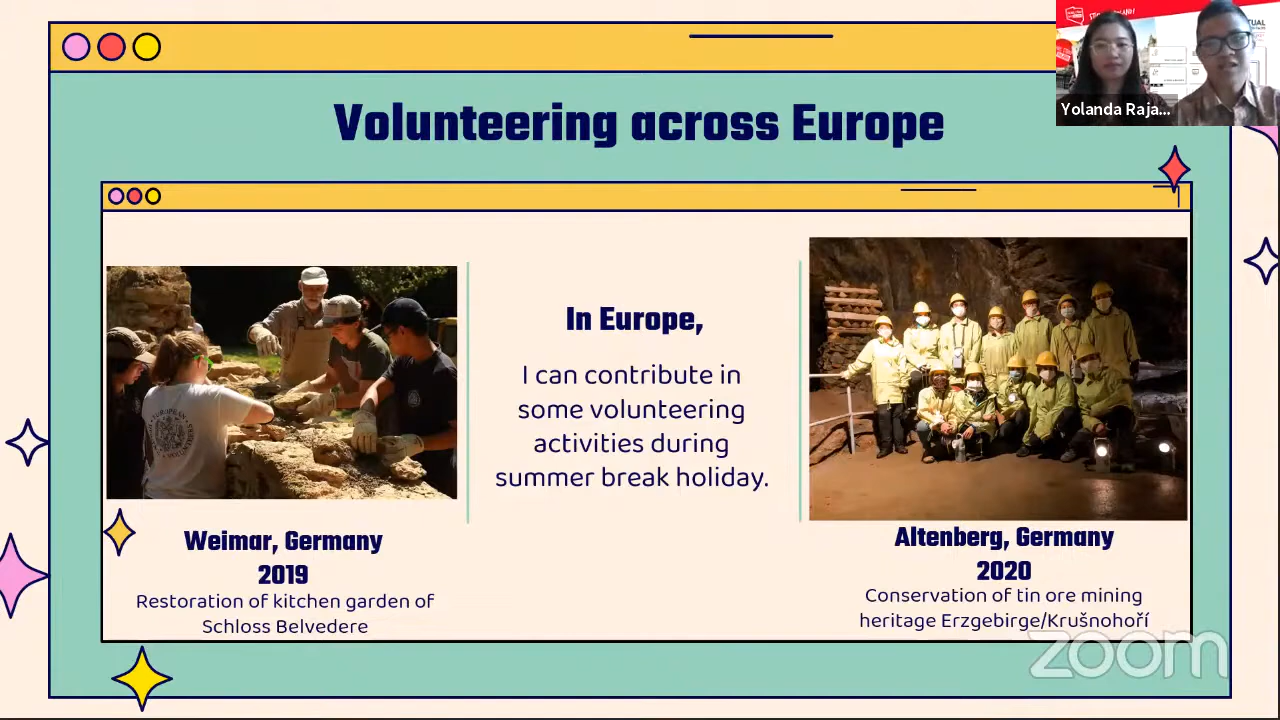 Volunteering across Europe
Yolanda Raja...
In Europe,
I can contribute in
some volunteering
activities during
summer break holiday.
Weimar, Germany
2019
Restoration of kitchen garden of
Schloss Belvedere
Altenberg, Germany
2020
Conservation of tin ore mining
heritage Erzgebirge/Krušnohoří
zoom